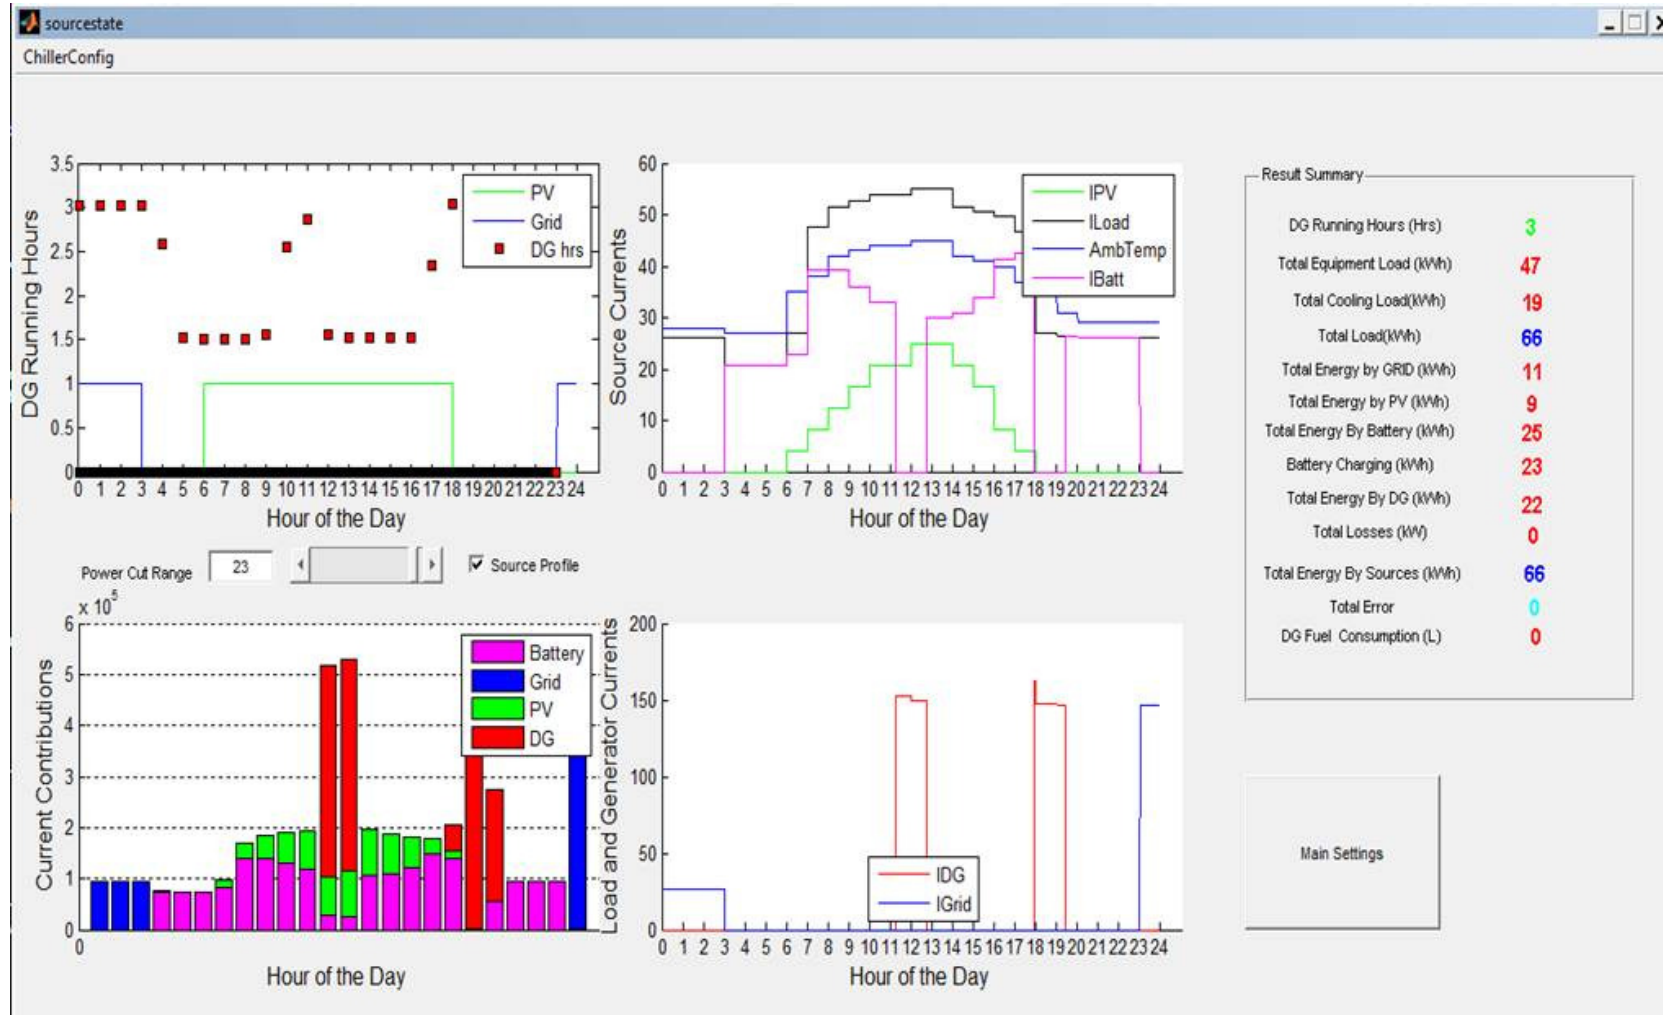 sourcestate
ChillerConfig
3.5
3
2.5
2
1.5
1
0.5
0
DG Running Hours
PV
Grid
DG hrs
0 1 2 3 4 5 6 7 8 9 10 11 12 13 14 15 16 17 18 19 20 21 22 23 24
Hour of the Day
60
50
40
30
20
10
0
Source Currents
IPV
ILoad
AmbTemp
IBatt
0 1 2 3 4 5 6 7 8 9 10 11 12 13 14 15 16 17 18 19 20 21 22 23 24
Hour of the Day
Power Cut Range 23 Source Profile
x 10^5
6
5
4
3
2
1
0
Current Contributions
Battery
Grid
PV
DG
0
Hour of the Day
200
150
100
50
0
Load and Generator Currents
IDG
IGrid
0 1 2 3 4 5 6 7 8 9 10 11 12 13 14 15 16 17 18 19 20 21 22 23 24
Hour of the Day
Result Summary
DG Running Hours (Hrs) 3
Total Equipment Load (kWh) 47
Total Cooling Load(kWh) 19
Total Load(kWh) 66
Total Energy by GRID (kWh) 11
Total Energy by PV (kWh) 9
Total Energy By Battery (kWh) 25
Battery Charging (kWh) 23
Total Energy By DG (kWh) 22
Total Losses (kW) 0
Total Energy By Sources (kWh) 66
Total Error 0
DG Fuel Consumption (L) 0
Main Settings